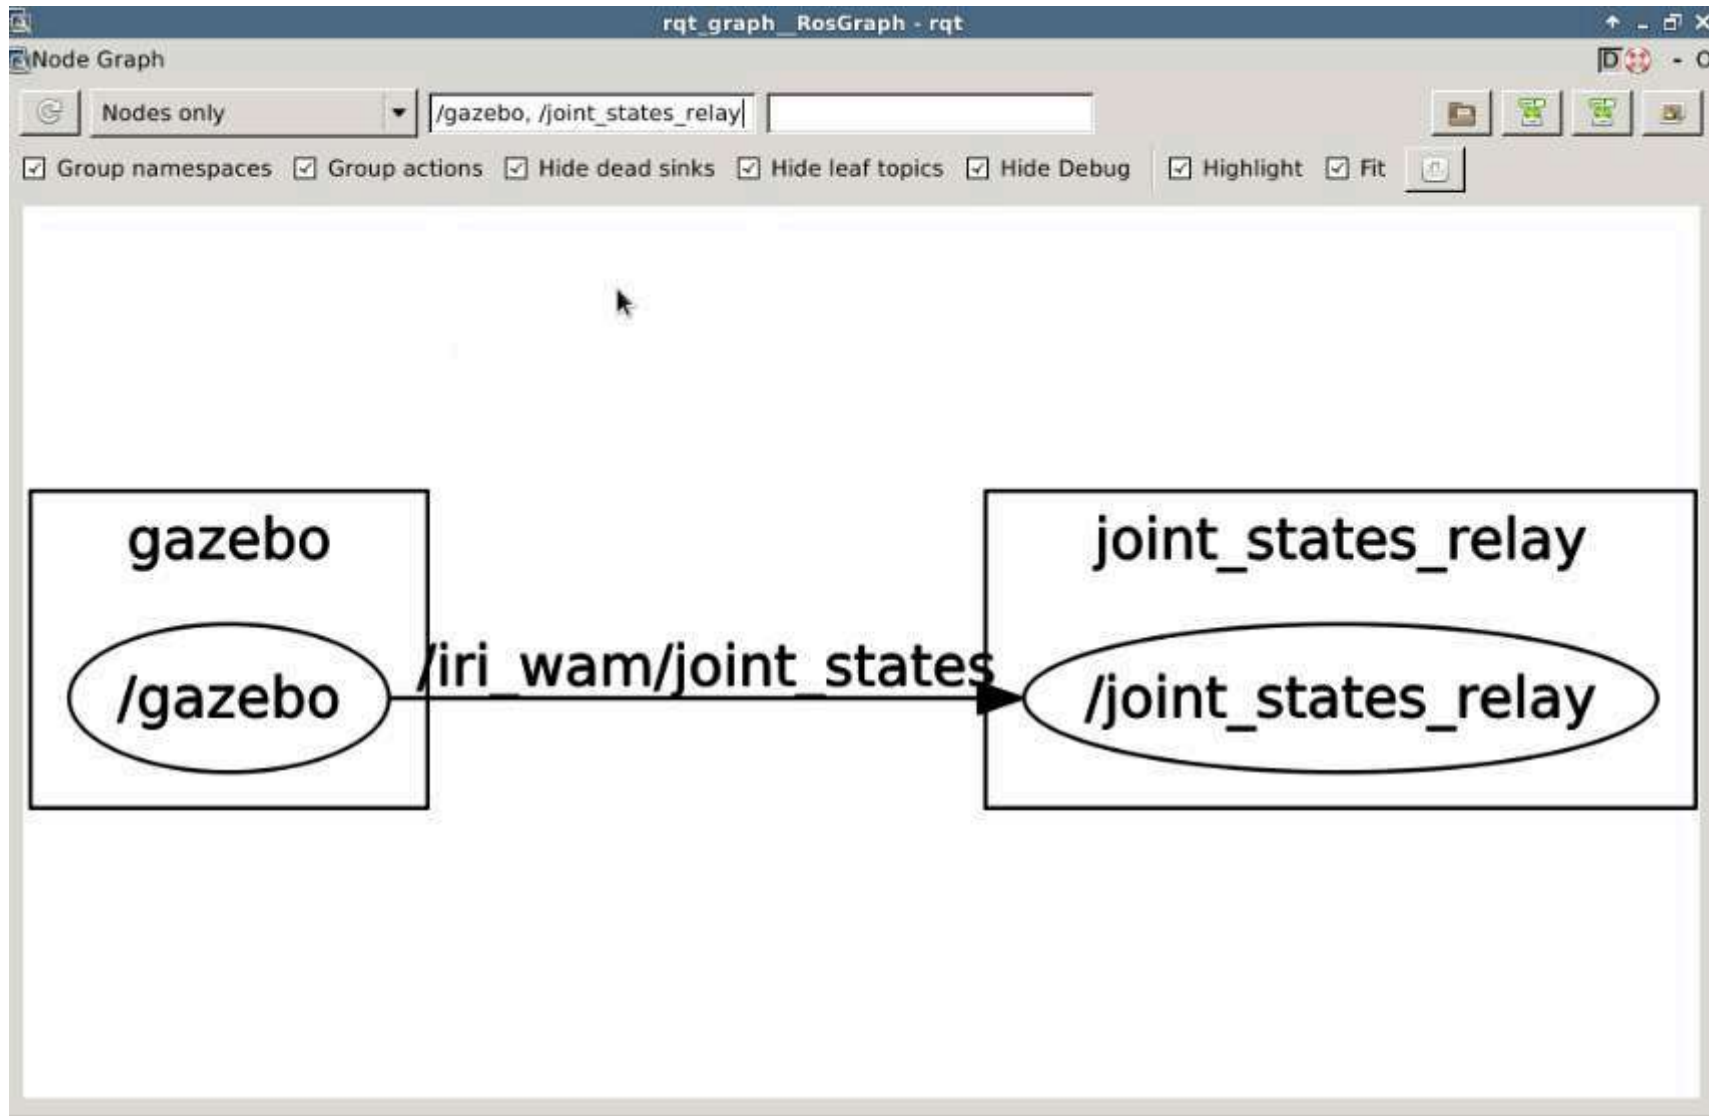 rqt_graph__RosGraph - rqt
Node Graph
D - O
Nodes only /gazebo, /joint_states_relay
Group namespaces Group actions Hide dead sinks Hide leaf topics Hide Debug Highlight Fit
gazebo
joint_states_relay
/gazebo
/iri_wam/joint_states
/joint_states_relay